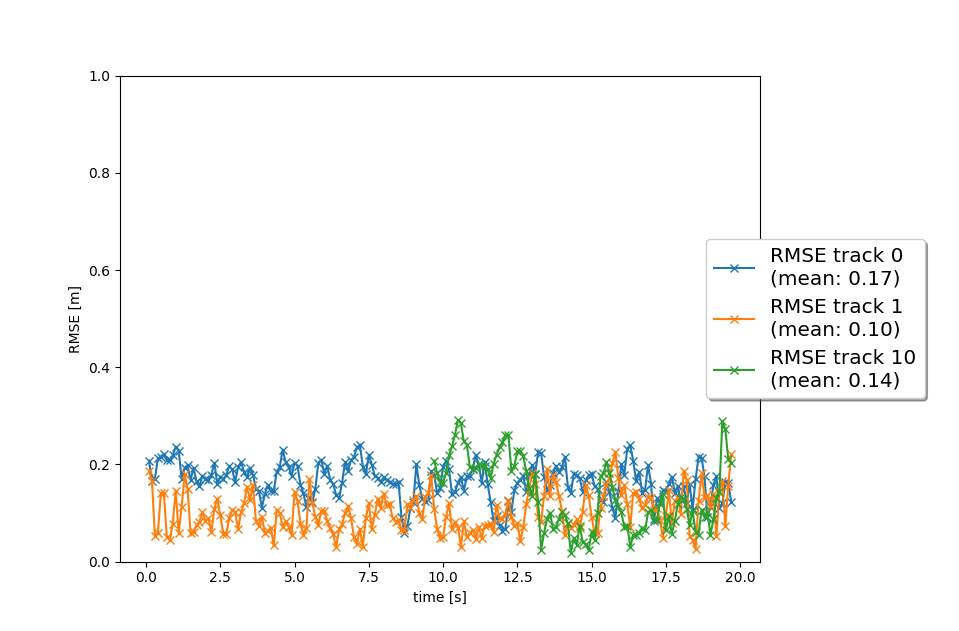 1.0
0.8
0.6
0.4
0.2
0.0
RMSE [m]
0.0 2.5 5.0 7.5 10.0 12.5 15.0 17.5 20.0
time [s]
RMSE track 0
(mean: 0.17)
RMSE track 1
(mean: 0.10)
RMSE track 10
(mean: 0.14)